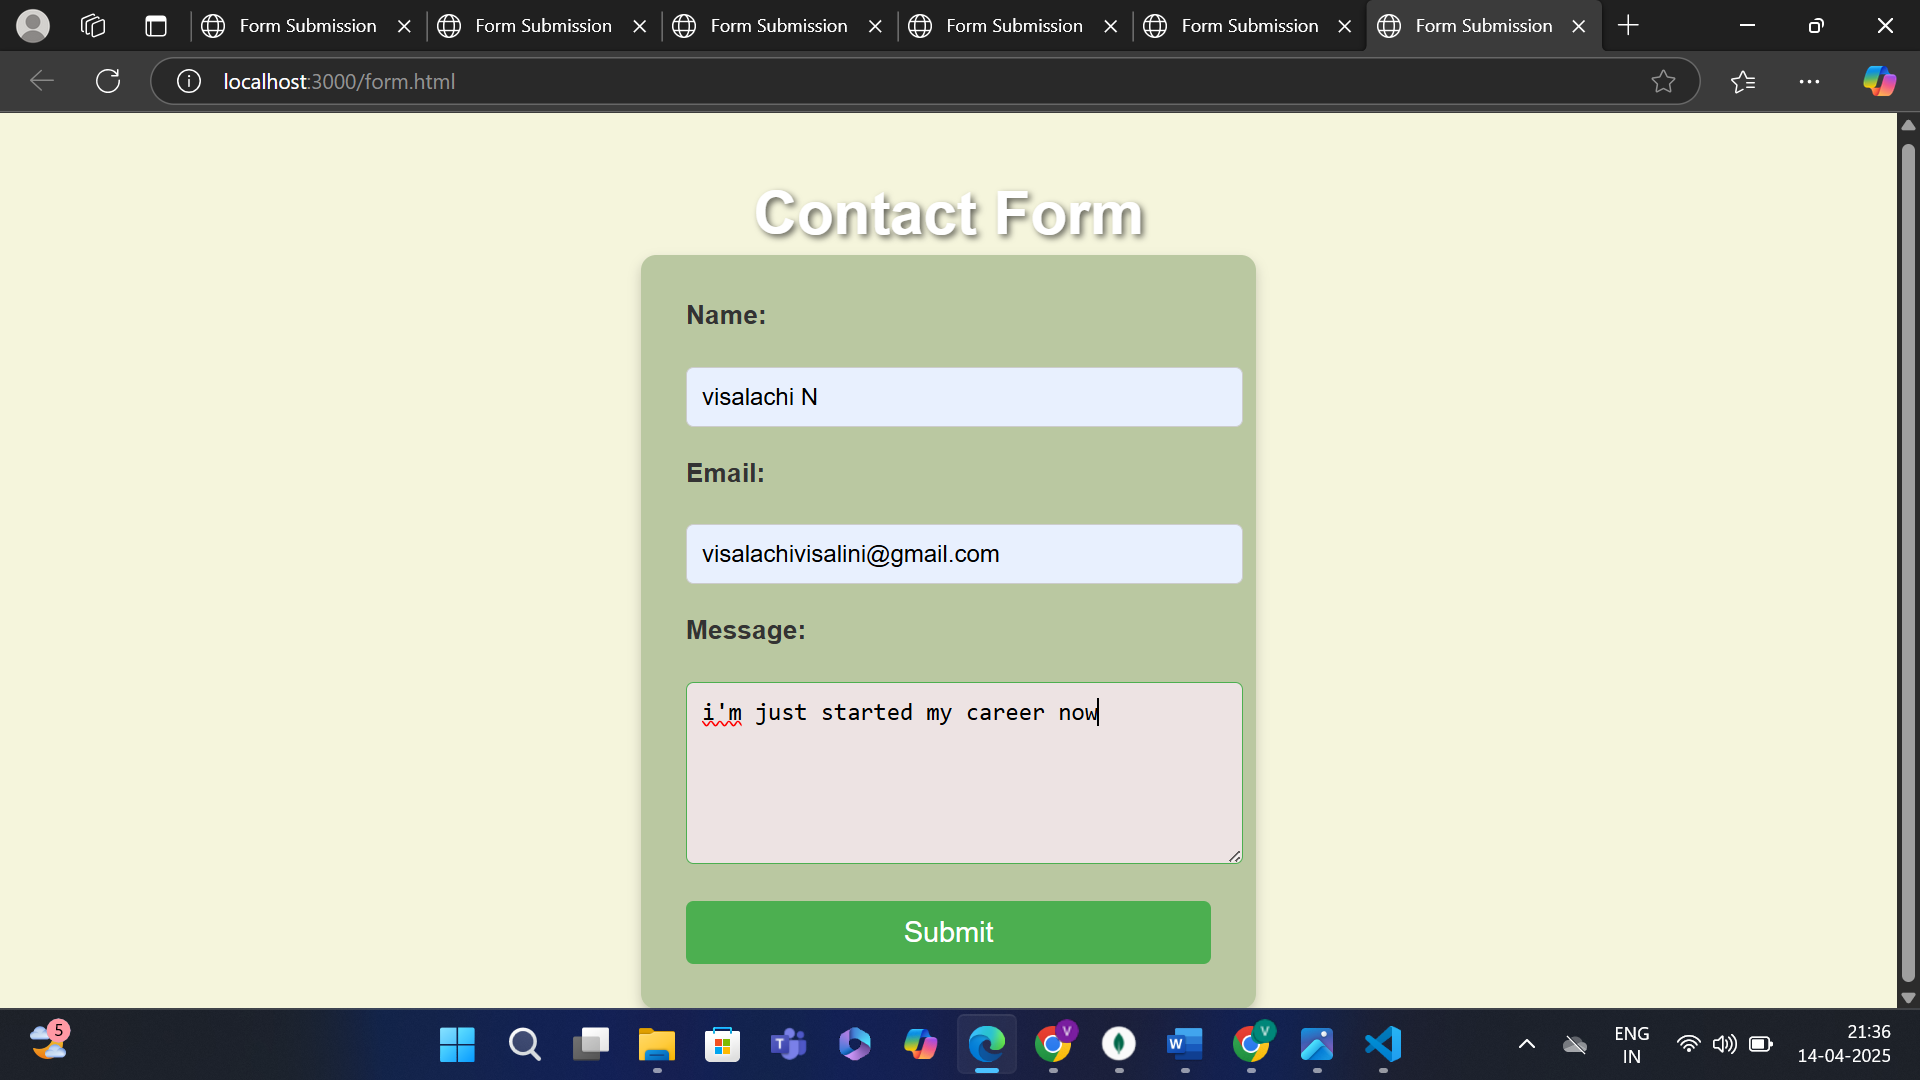 Form Submission Form Submission Form Submission Form Submission Form Submission Form Submission
localhost:3000/form.html
Contact Form
Name:
visalachi N
Email:
visalachivisalini@gmail.com
Message:
i'm just started my career now
Submit
5
T
V
W
V
ENG
IN
21:36
14-04-2025